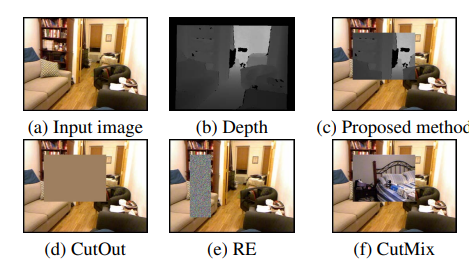 (a) Input image (b) Depth (c) Proposed method
(d) CutOut (e) RE (f) CutMix